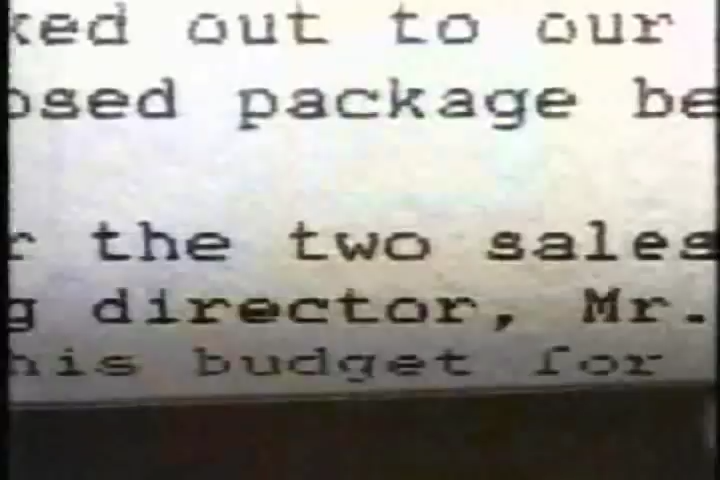 ked out to our
osed package be
r the two sales
g director, Mr.
his budget for